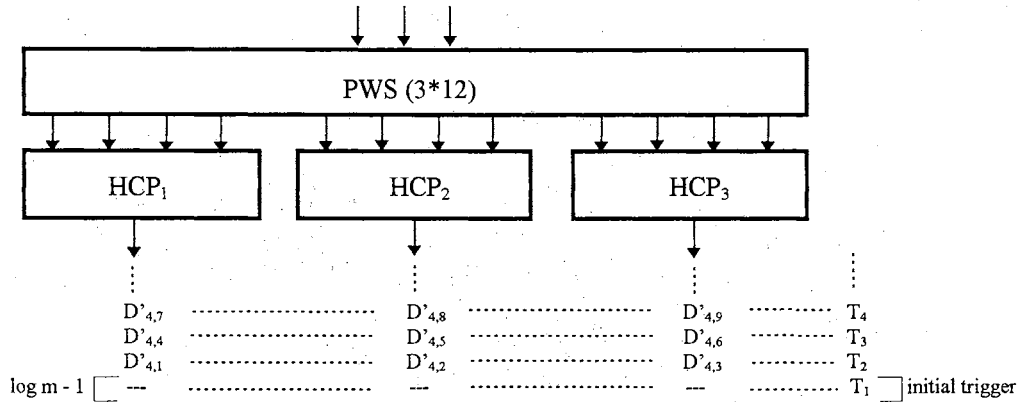 PWS (3*12)
HCP₁ HCP₂ HCP₃
D'₄,₇ D'₄,₈ D'₄,₉ T₄
D'₄,₄ D'₄,₅ D'₄,₆ T₃
D'₄,₁ D'₄,₂ D'₄,₃ T₂
log m - 1 --- --- --- T₁ initial trigger